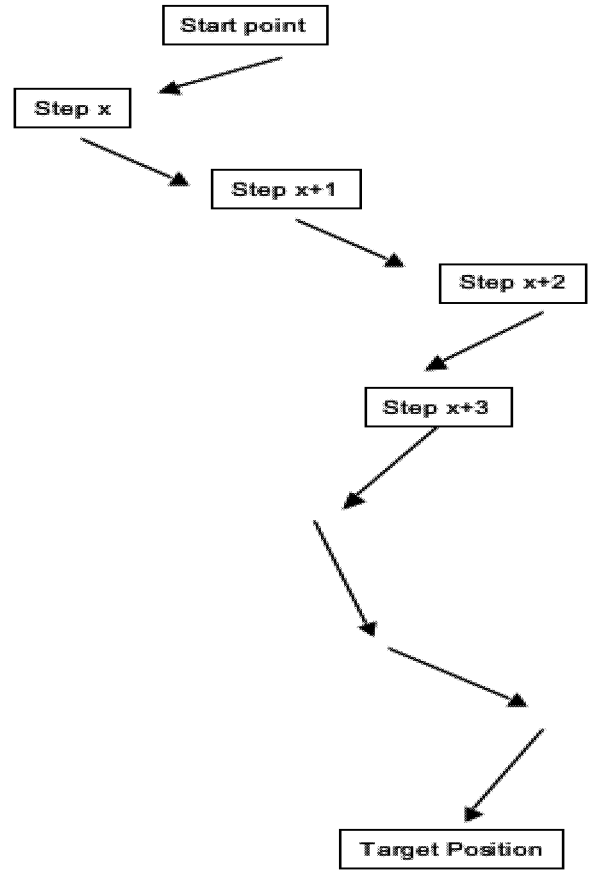 Start point
Step x
Step x+1
Step x+2
Step x+3
Target Position